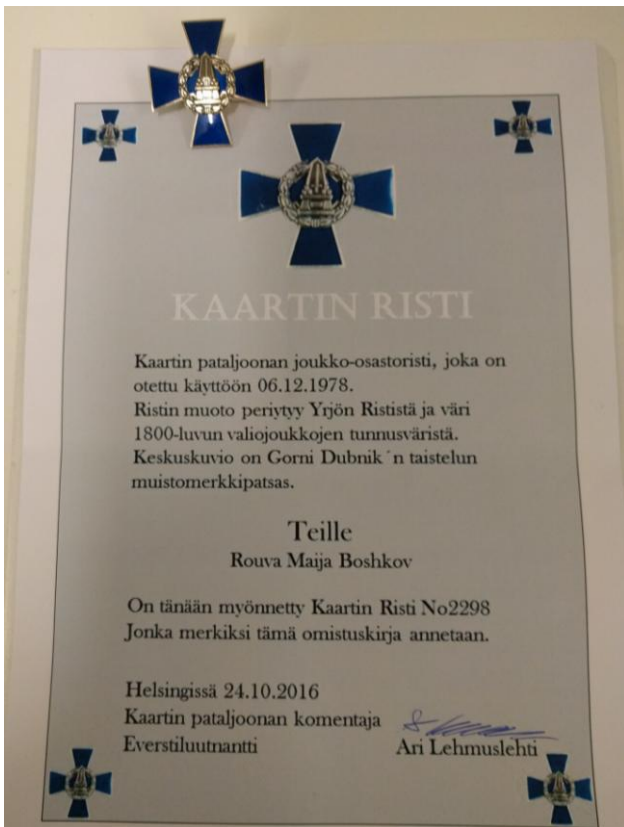 KAARTIN RISTI
Kaartin pataljoonan joukko-osastoristi, joka on
otettu käyttöön 06.12.1978.
Ristin muoto periytyy Yrjön Rististä ja väri
1800-luvun valiojoukkojen tunnusväristä.
Keskuskuvio on Gorni Dubnik´n taistelun
muistomerkkipatsas.
Teille
Rouva Maija Boshkov
On tänään myönnetty Kaartin Risti No2298
Jonka merkiksi tämä omistuskirja annetaan.
Helsingissä 24.10.2016
Kaartin pataljoonan komentaja
Everstiluutnantti Ari Lehmuslehti